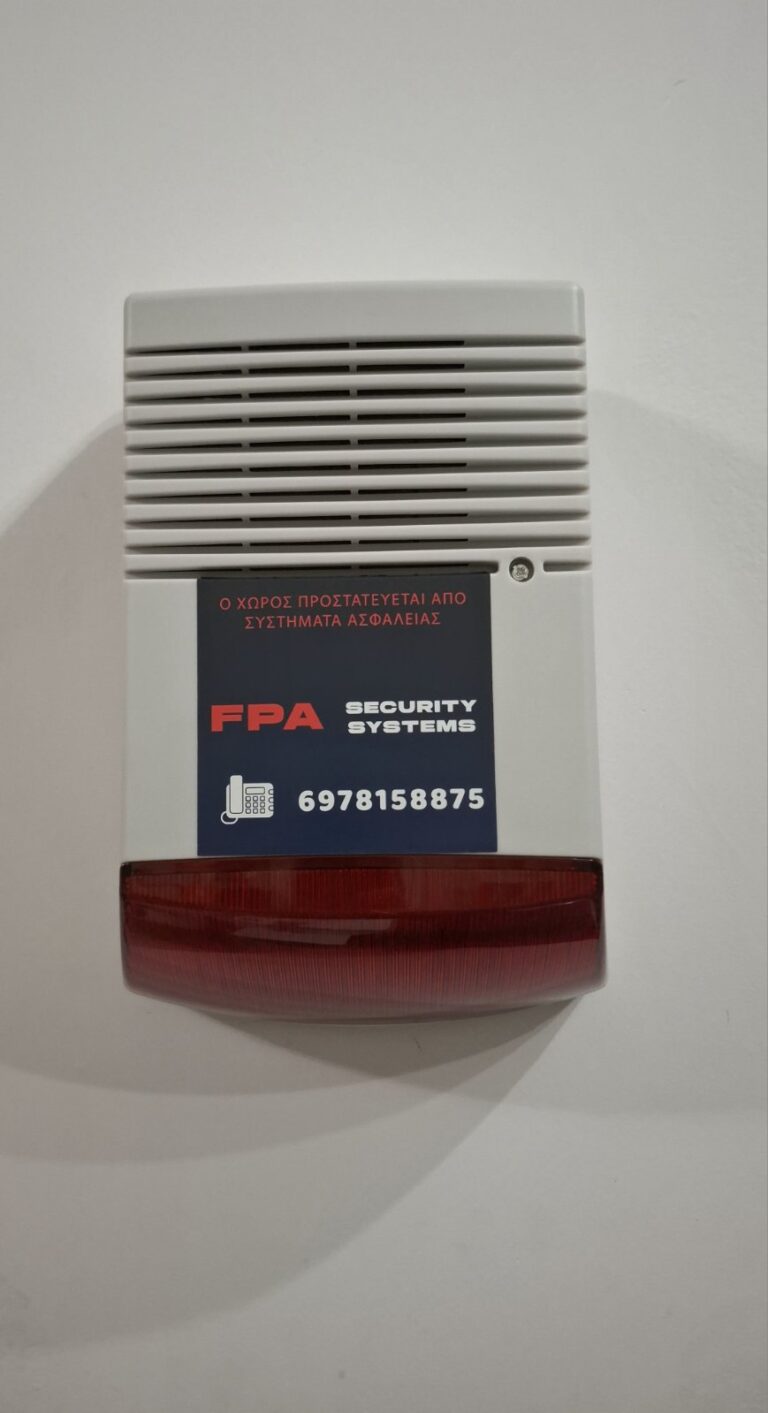 Ο ΧΩΡΟΣ ΠΡΟΣΤΑΤΕΥΕΤΑΙ ΑΠΟ
ΣΥΣΤΗΜΑΤΑ ΑΣΦΑΛΕΙΑΣ
FPA SECURITY
SYSTEMS
6978158875